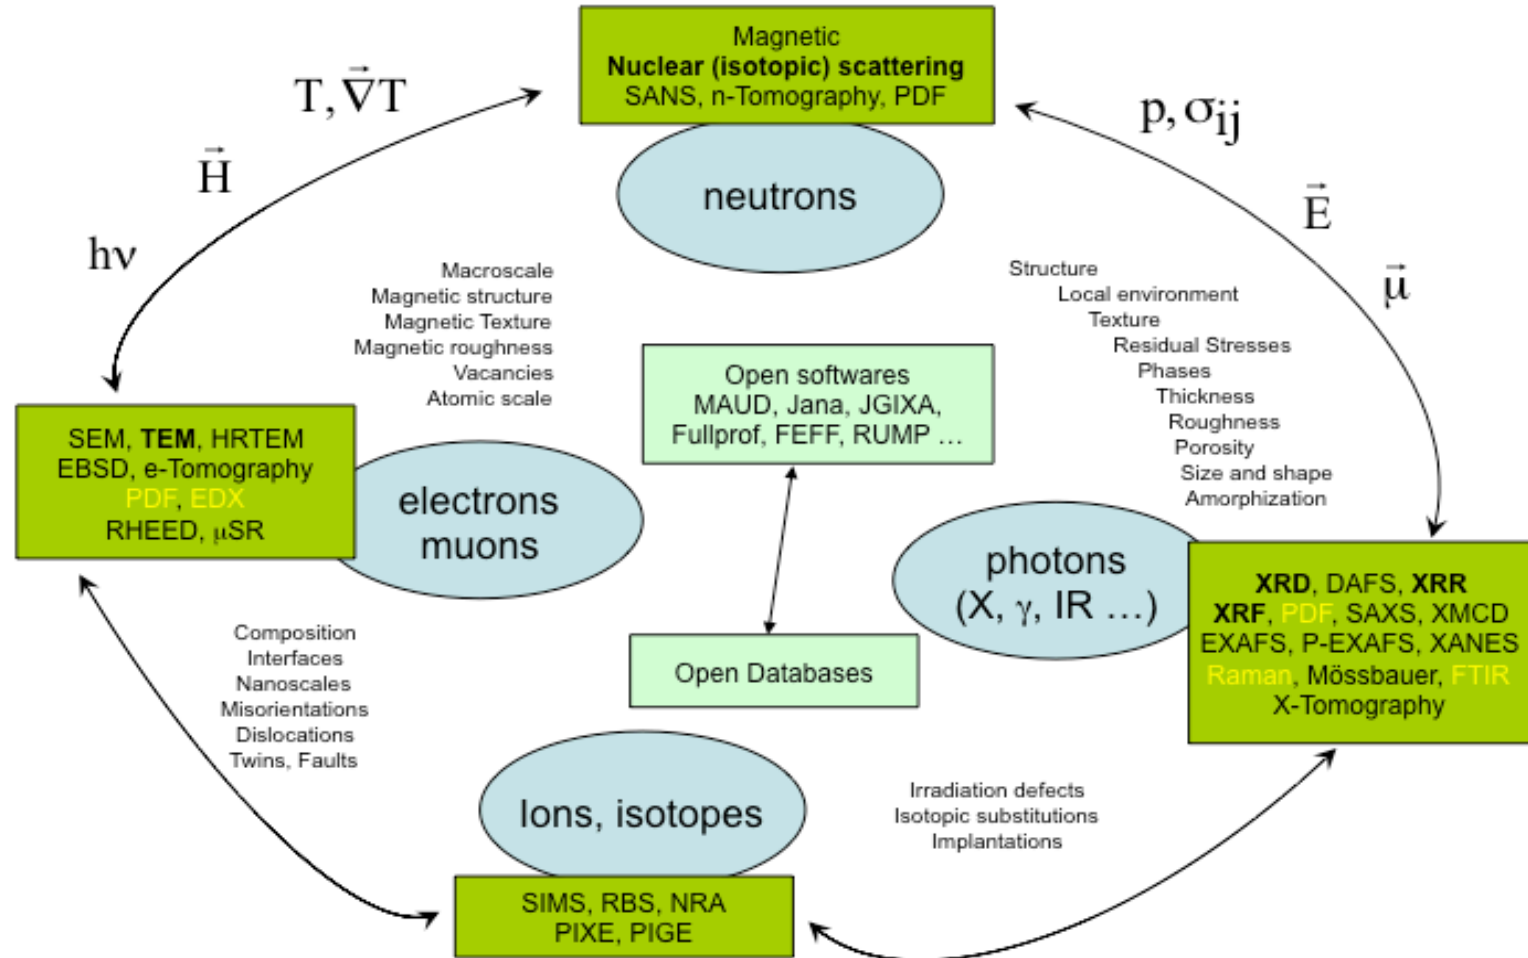 Magnetic
Nuclear (isotopic) scattering
SANS, n-Tomography, PDF
neutrons
T, ∇⃗T
H⃗
hν
p, σij
E⃗
μ⃗
Macroscale
Magnetic structure
Magnetic Texture
Magnetic roughness
Vacancies
Atomic scale
Structure
Local environment
Texture
Residual Stresses
Phases
Thickness
Roughness
Porosity
Size and shape
Amorphization
Open softwares
MAUD, Jana, JGIXA,
Fullprof, FEFF, RUMP ...
SEM, TEM, HRTEM
EBSD, e-Tomography
PDF, EDX
RHEED, μSR
electrons
muons
photons
(X, γ, IR ...)
XRD, DAFS, XRR
XRF, PDF, SAXS, XMCD
EXAFS, P-EXAFS, XANES
Raman, Mössbauer, FTIR
X-Tomography
Open Databases
Composition
Interfaces
Nanoscales
Misorientations
Dislocations
Twins, Faults
Irradiation defects
Isotopic substitutions
Implantations
Ions, isotopes
SIMS, RBS, NRA
PIXE, PIGE